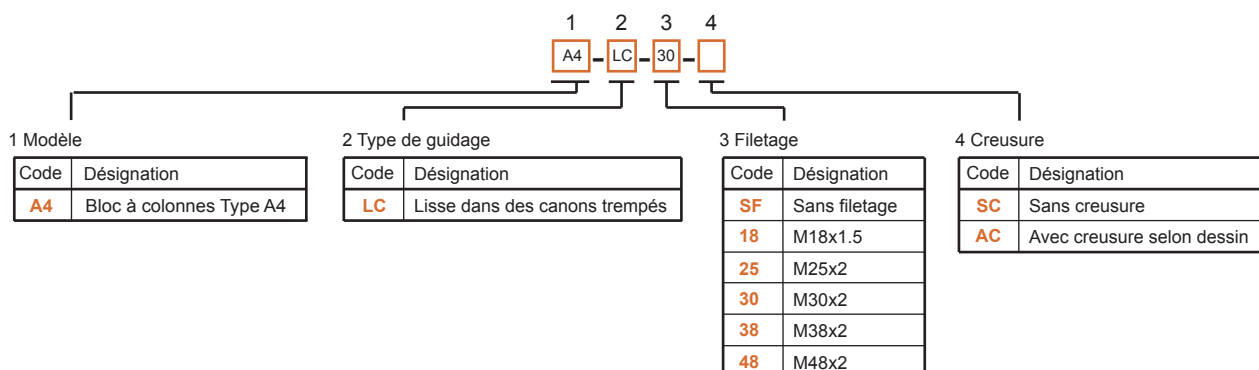 1 2 3 4
A4 - LC - 30 -
1 Modèle
Code Désignation
A4 Bloc à colonnes Type A4
2 Type de guidage
Code Désignation
LC Lisse dans des canons trempés
3 Filetage
Code Désignation
SF Sans filetage
18 M18x1.5
25 M25x2
30 M30x2
38 M38x2
48 M48x2
4 Creusure
Code Désignation
SC Sans creusure
AC Avec creusure selon dessin